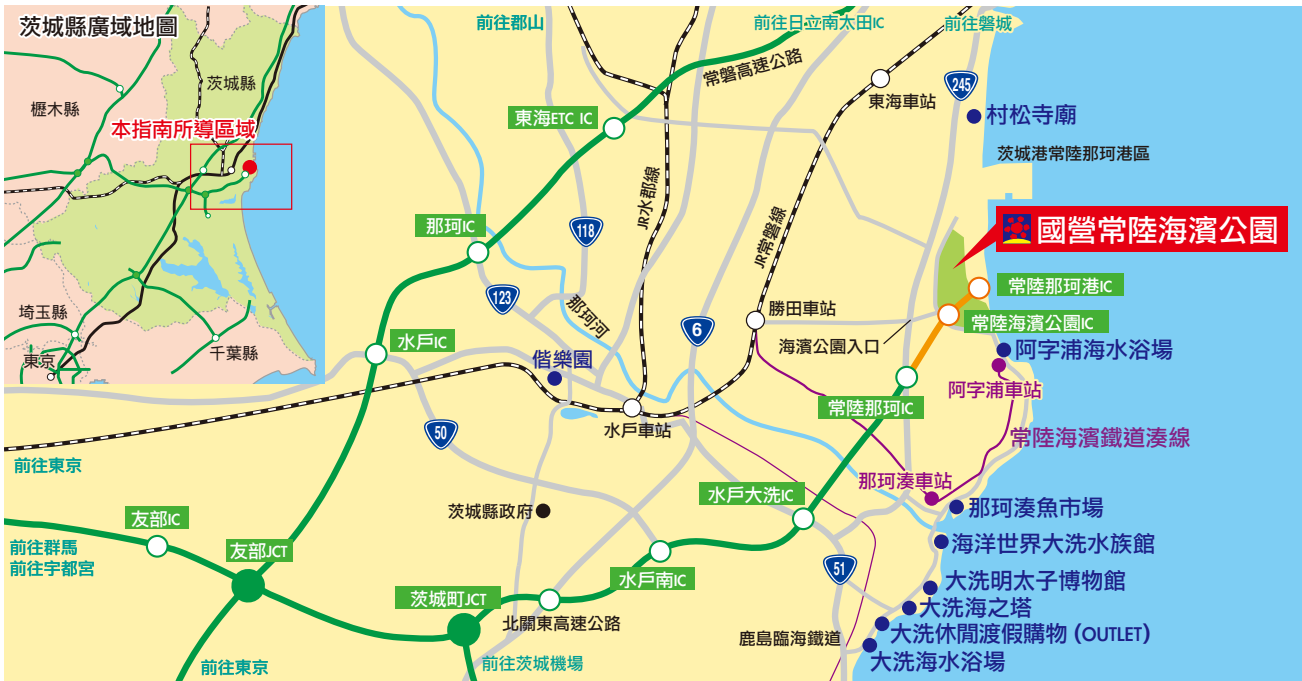 茨城縣廣域地圖
茨城縣
櫪木縣
本指南所導區域
埼玉縣
千葉縣
東京
前往郡山
前往日立南太田IC
前往磐城
常磐高速公路
東海車站
245
村松寺廟
東海ETC IC
茨城港常陸那珂港區
JR水郡線
JR常磐線
那珂IC
118
國營常陸海濱公園
123
那珂河
常陸那珂港IC
勝田車站
6
常陸海濱公園IC
水戶IC
海濱公園入口
阿字浦海水浴場
偕樂園
阿字浦車站
常陸那珂IC
50
水戶車站
常陸海濱鐵道湊線
前往東京
那珂湊車站
水戶大洗IC
茨城縣政府
那珂湊魚市場
友部IC
前往群馬
前往宇都宮
友部JCT
海洋世界大洗水族館
水戶南IC
51
大洗明太子博物館
茨城町JCT
大洗海之塔
北關東高速公路
鹿島臨海鐵道
大洗休閒渡假購物 (OUTLET)
前往東京
前往茨城機場
大洗海水浴場